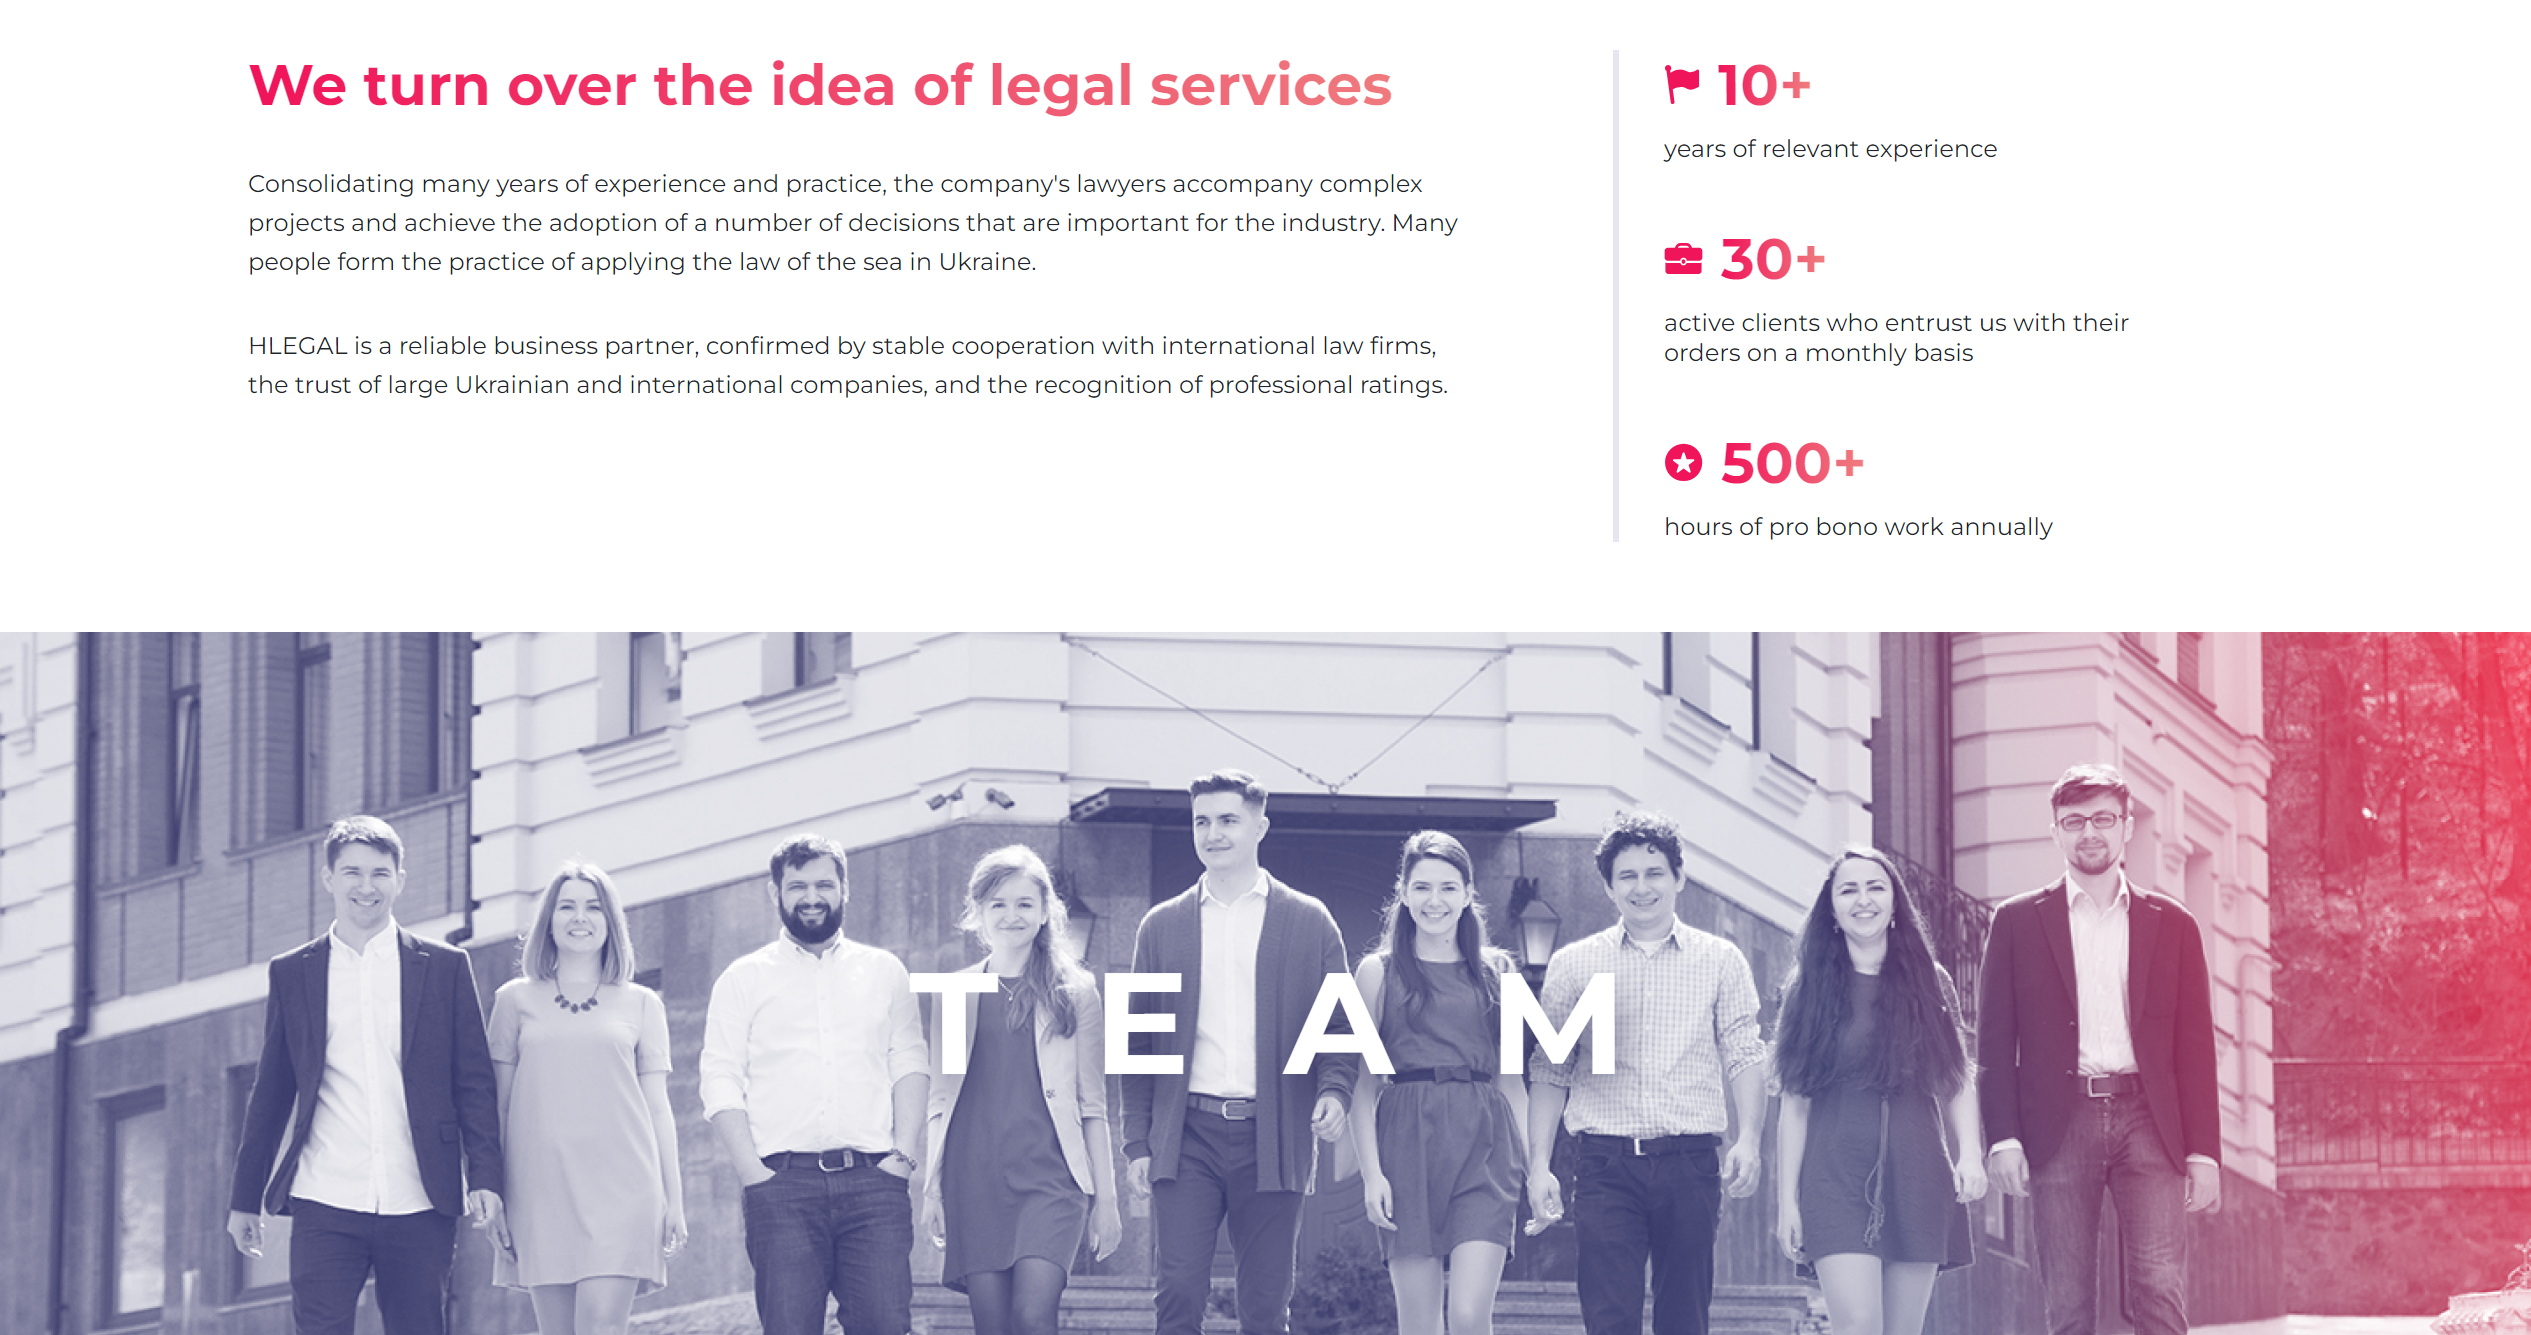 We turn over the idea of legal services
Consolidating many years of experience and practice, the company's lawyers accompany complex
projects and achieve the adoption of a number of decisions that are important for the industry. Many
people form the practice of applying the law of the sea in Ukraine.
HLEGAL is a reliable business partner, confirmed by stable cooperation with international law firms,
the trust of large Ukrainian and international companies, and the recognition of professional ratings.
10+
years of relevant experience
30+
active clients who entrust us with their
orders on a monthly basis
500+
hours of pro bono work annually
TEAM